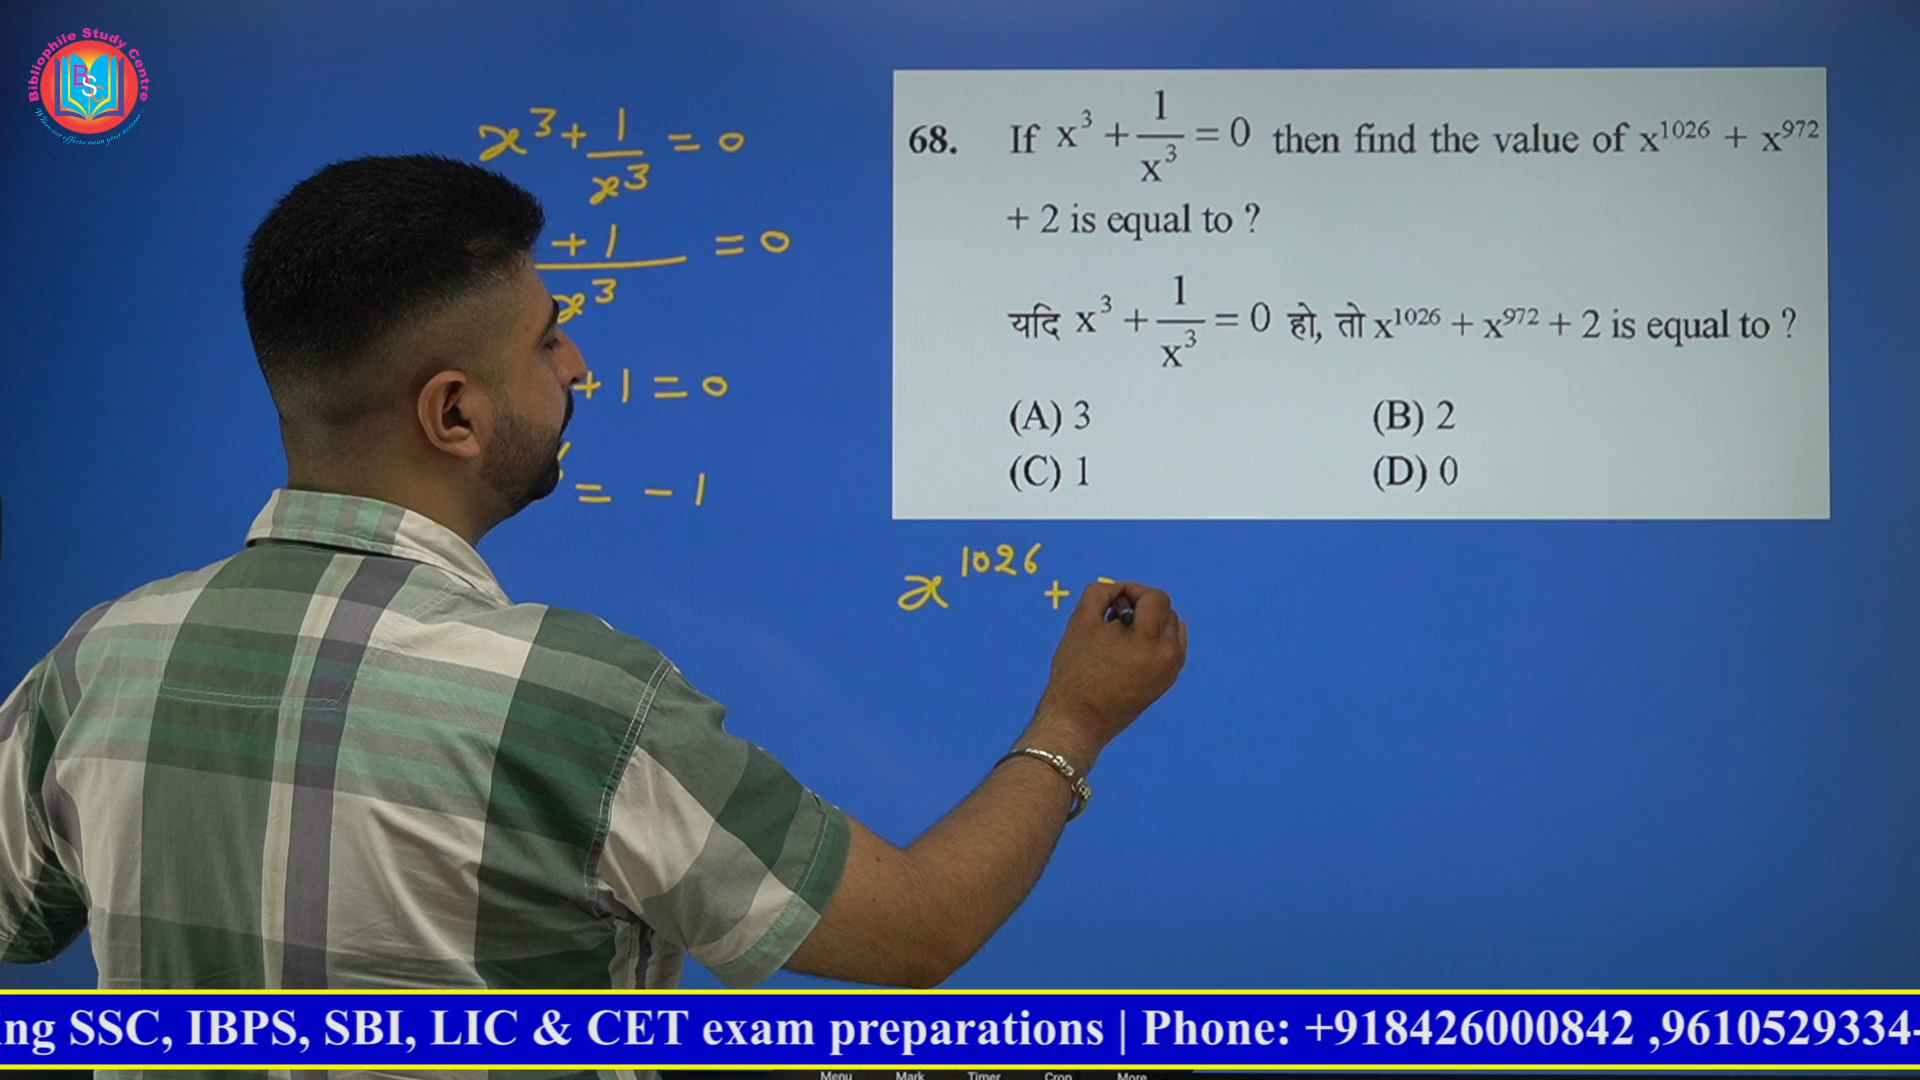 Bibliophile Study Centre
BSC
x³ + 1/x³ = 0
+ 1 / x³ = 0
+ 1 = 0
= - 1
68. If x³ + 1/x³ = 0 then find the value of x¹⁰²⁶ + x⁹⁷²
+ 2 is equal to ?
यदि x³ + 1/x³ = 0 हो, तो x¹⁰²⁶ + x⁹⁷² + 2 is equal to ?
(A) 3 (B) 2
(C) 1 (D) 0
x¹⁰²⁶ +
ing SSC, IBPS, SBI, LIC & CET exam preparations | Phone: +918426000842 ,9610529334-
Menu Mark Timer Crop More